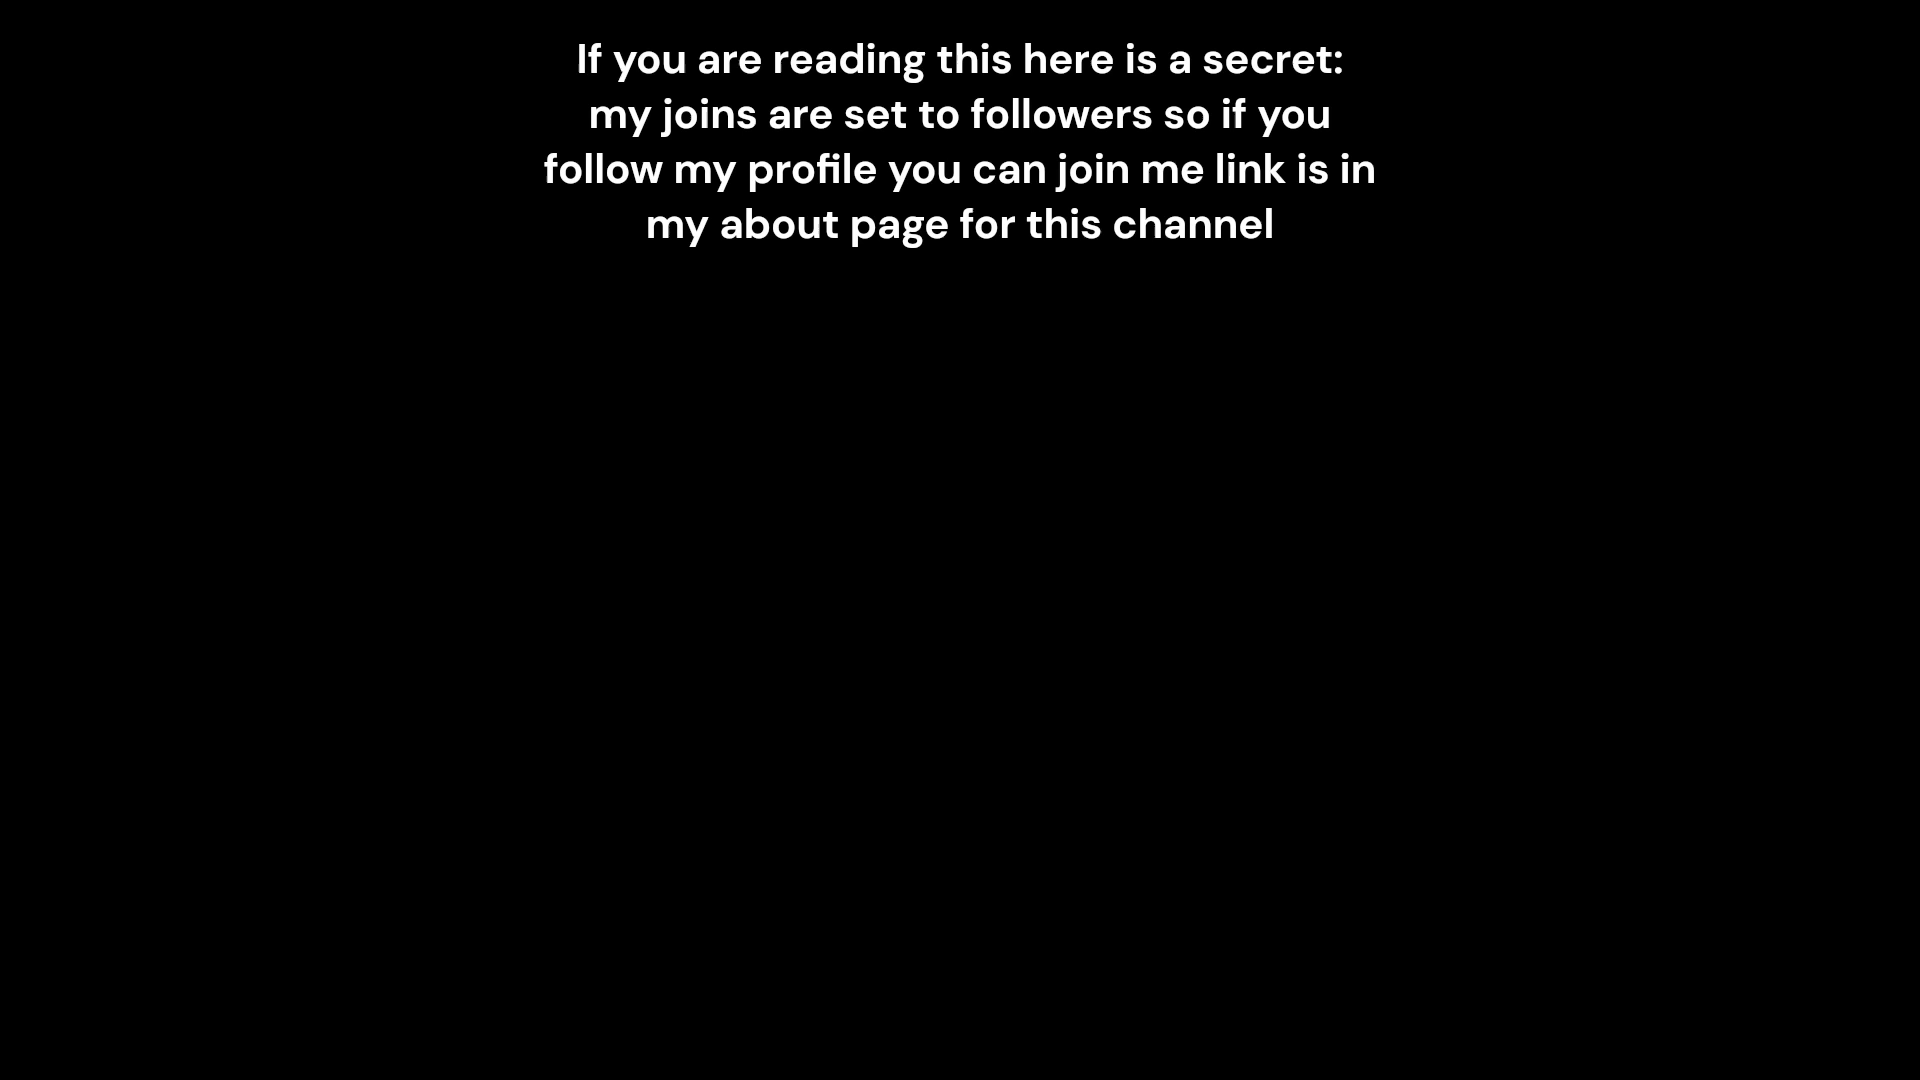 If you are reading this here is a secret:
my joins are set to followers so if you
follow my profile you can join me link is in
my about page for this channel